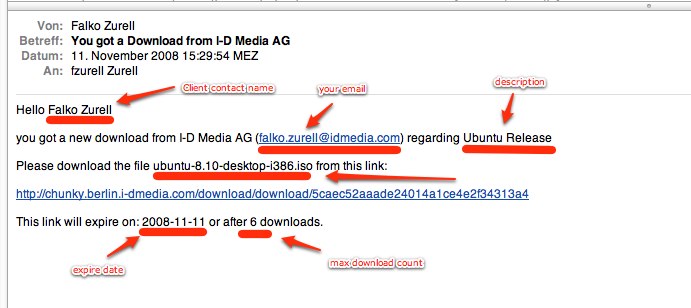 Von: Falko Zurell
Betreff: You got a Download from I-D Media AG
Datum: 11. November 2008 15:29:54 MEZ
An: fzurell Zurell
Client contact name
your email
description
Hello Falko Zurell
you got a new download from I-D Media AG (falko.zurell@idmedia.com) regarding Ubuntu Release
Please download the file ubuntu-8.10-desktop-i386.iso from this link:
http://chunky.berlin.i-dmedia.com/download/download/5caec52aaade24014a1ce4e2f34313a4
This link will expire on: 2008-11-11 or after 6 downloads.
expire date
max download count